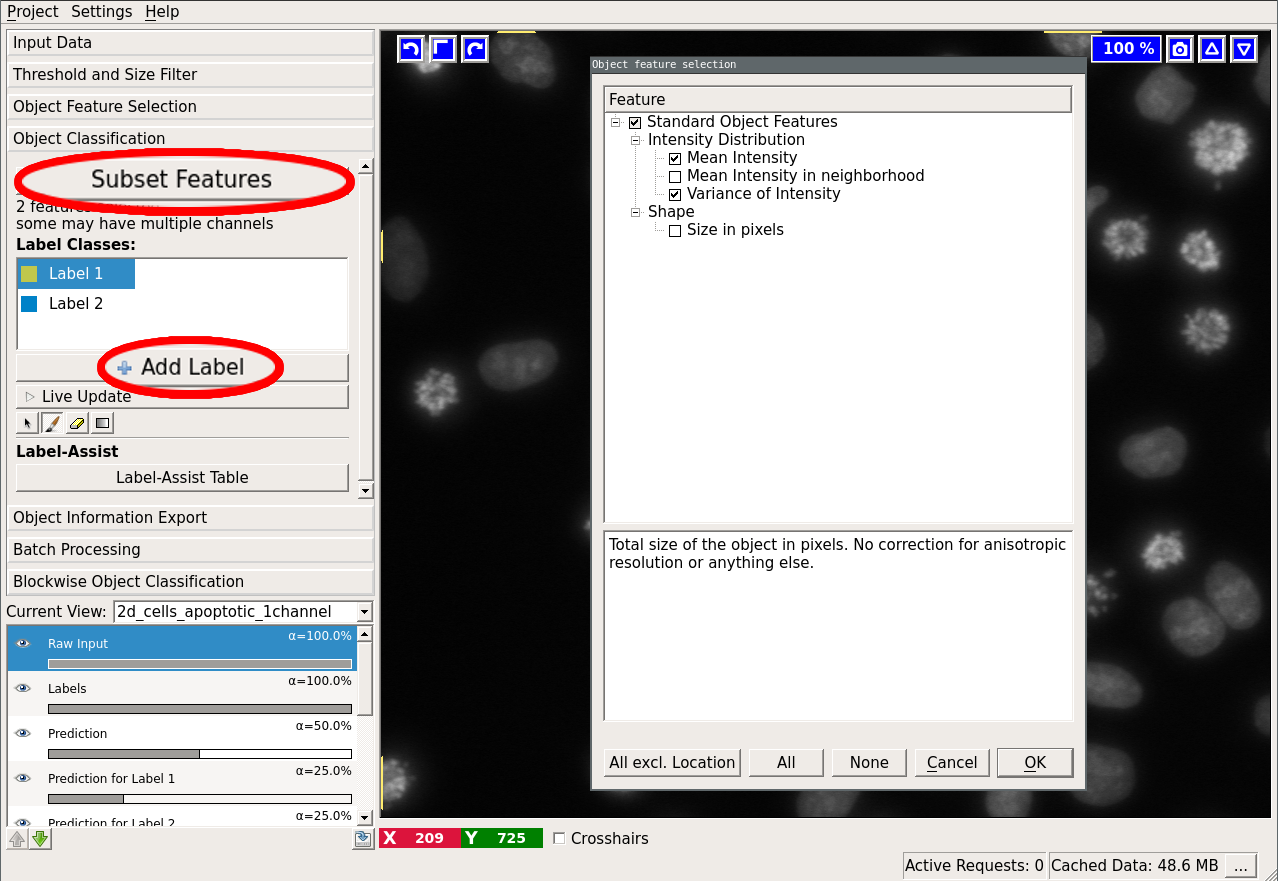 Project Settings Help
Input Data
Threshold and Size Filter
Object Feature Selection
Object Classification
Subset Features
2
some may have multiple channels
Label Classes:
Label 1
Label 2
Add Label
Live Update
Label-Assist
Label-Assist Table
Object Information Export
Batch Processing
Blockwise Object Classification
Current View: 2d_cells_apoptotic_1channel
Raw Input α=100.0%
Labels α=100.0%
Prediction α=50.0%
Prediction for Label 1 α=25.0%
Prediction for Label 2 α=25.0%
100 %
Object feature selection
Feature
Standard Object Features
Intensity Distribution
Mean Intensity
Mean Intensity in neighborhood
Variance of Intensity
Shape
Size in pixels
Total size of the object in pixels. No correction for anisotropic
resolution or anything else.
All excl. Location All None Cancel OK
X 209 Y 725 Crosshairs
Active Requests: 0 Cached Data: 48.6 MB ...